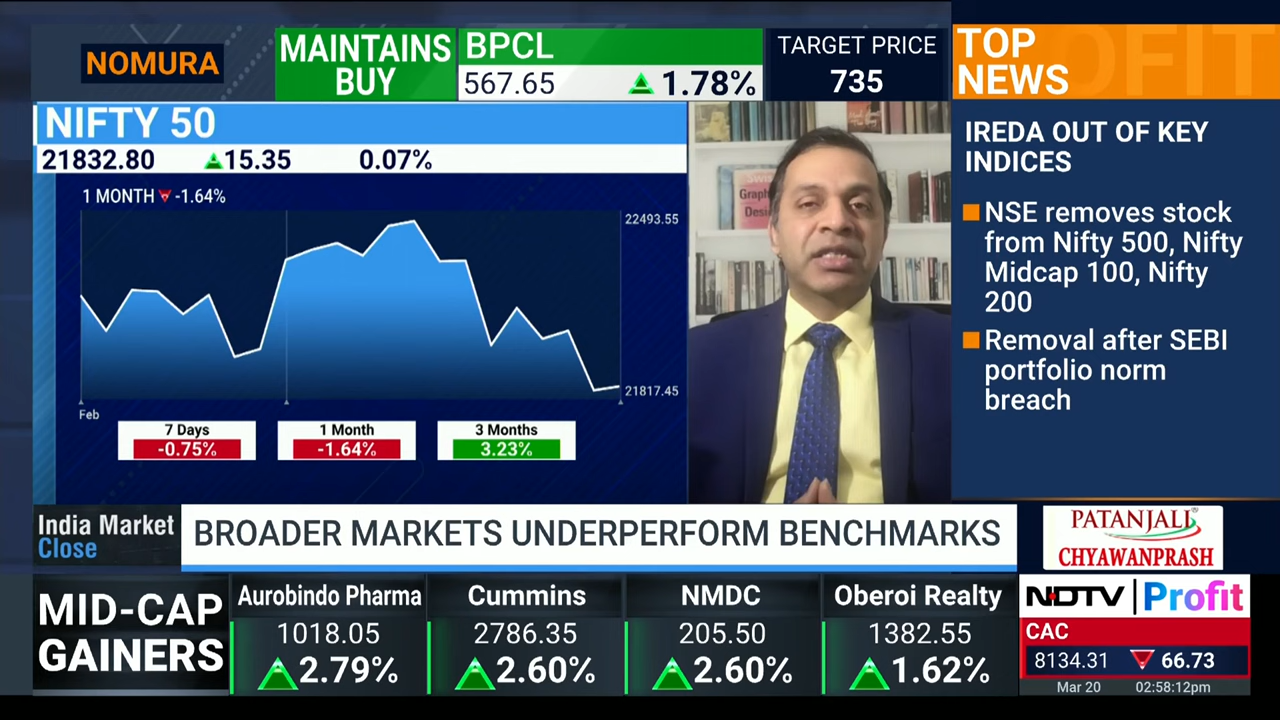 NOMURA
MAINTAINS
BUY
BPCL
567.65 1.78%
TARGET PRICE
735
TOP
NEWS
NIFTY 50
21832.80 15.35 0.07%
1 MONTH -1.64%
22493.55
21817.45
Feb
7 Days
-0.75%
1 Month
-1.64%
3 Months
3.23%
IREDA OUT OF KEY
INDICES
NSE removes stock
from Nifty 500, Nifty
Midcap 100, Nifty
200
Removal after SEBI
portfolio norm
breach
India Market
Close
BROADER MARKETS UNDERPERFORM BENCHMARKS
PATANJALI
CHYAWANPRASH
MID-CAP
GAINERS
Aurobindo Pharma
1018.05
2.79%
Cummins
2786.35
2.60%
NMDC
205.50
2.60%
Oberoi Realty
1382.55
1.62%
NDTV Profit
CAC
8134.31 66.73
Mar 20 02:58:12pm